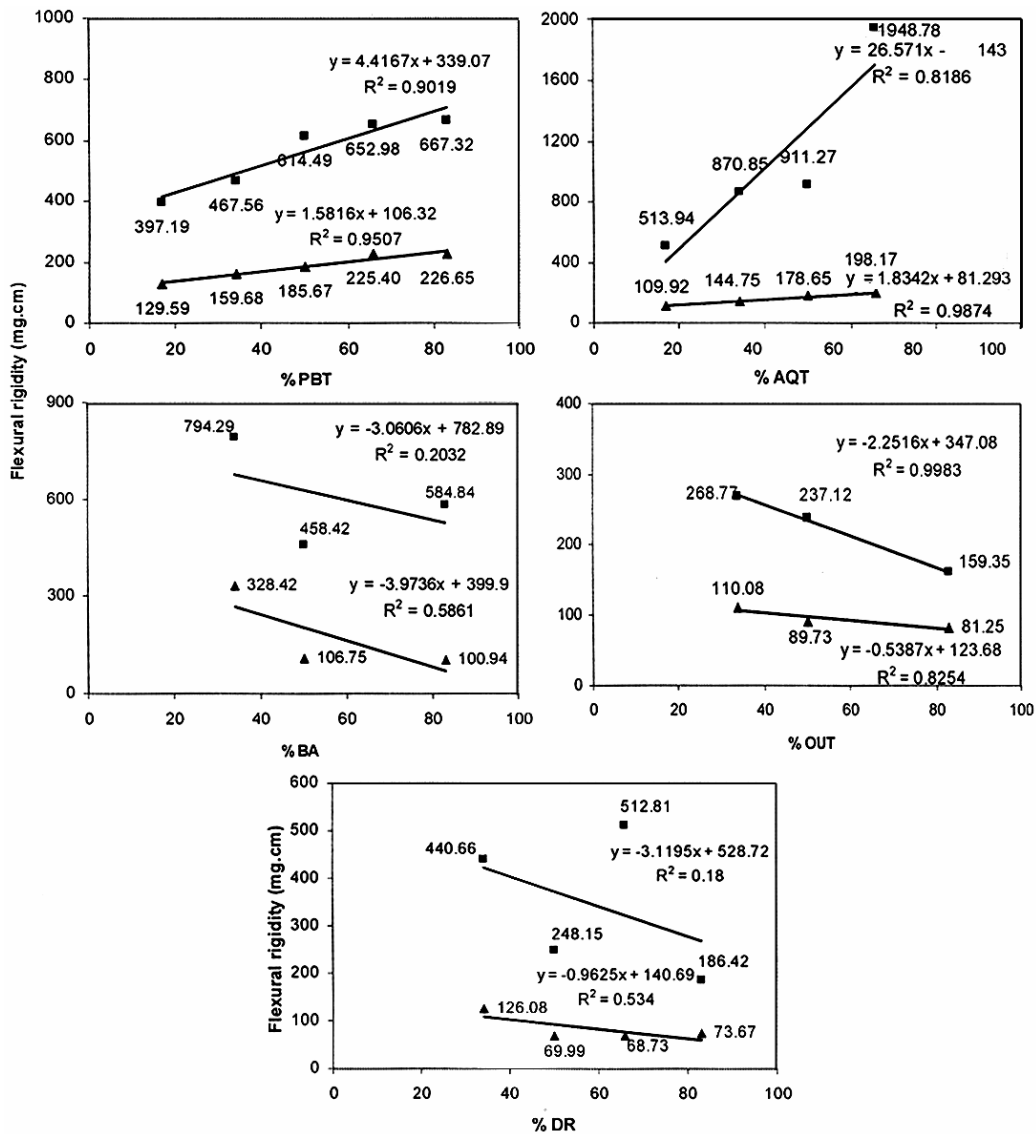 Flexural rigidity (mg.cm)
1000
800
600
400
200
0
0 20 40 60 80 100
% PBT
y = 4.4167x + 339.07
R² = 0.9019
397.19
467.56
614.49
652.98
667.32
y = 1.5816x + 106.32
R² = 0.9507
129.59
159.68
185.67
225.40
226.65
2000
1600
1200
800
400
0
0 20 40 60 80 100
% AQT
1948.78
y = 26.571x - 143
R² = 0.8186
513.94
870.85
911.27
109.92
144.75
178.65
198.17
y = 1.8342x + 81.293
R² = 0.9874
900
600
300
0
0 20 40 60 80 100
% BA
794.29
y = -3.0606x + 782.89
R² = 0.2032
458.42
584.84
328.42
y = -3.9736x + 399.9
R² = 0.5861
106.75
100.94
400
300
200
100
0
0 20 40 60 80 100
% OUT
y = -2.2516x + 347.08
R² = 0.9983
268.77
237.12
159.35
110.08
89.73
81.25
y = -0.5387x + 123.68
R² = 0.8254
Flexural rigidity (mg.cm)
600
500
400
300
200
100
0
0 20 40 60 80 100
% DR
512.81
440.66
y = -3.1195x + 528.72
R² = 0.18
248.15
186.42
y = -0.9625x + 140.69
R² = 0.534
126.08
69.99
68.73
73.67